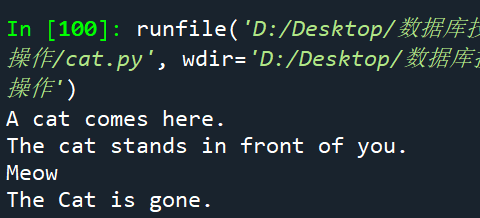 In [100]: runfile('D:/Desktop/数据库
操作/cat.py', wdir='D:/Desktop/数据库
操作')
A cat comes here.
The cat stands in front of you.
Meow
The Cat is gone.